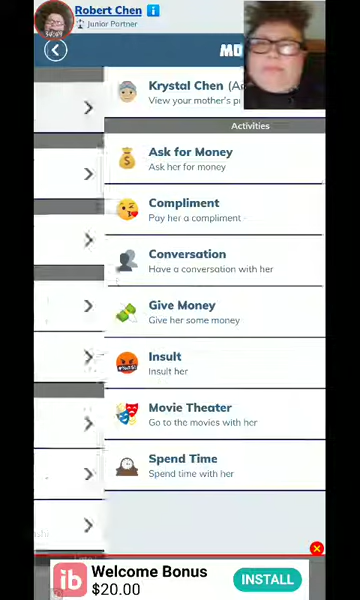 Robert Chen
Junior Partner
MO
Krystal Chen
View your mother's
Activities
Ask for Money
Ask her for money
Compliment
Pay her a compliment
Conversation
Have a conversation with her
Give Money
Give her some money
Insult
Insult her
Movie Theater
Go to the movies with her
Spend Time
Spend time with her
ib
Welcome Bonus
$20.00
INSTALL